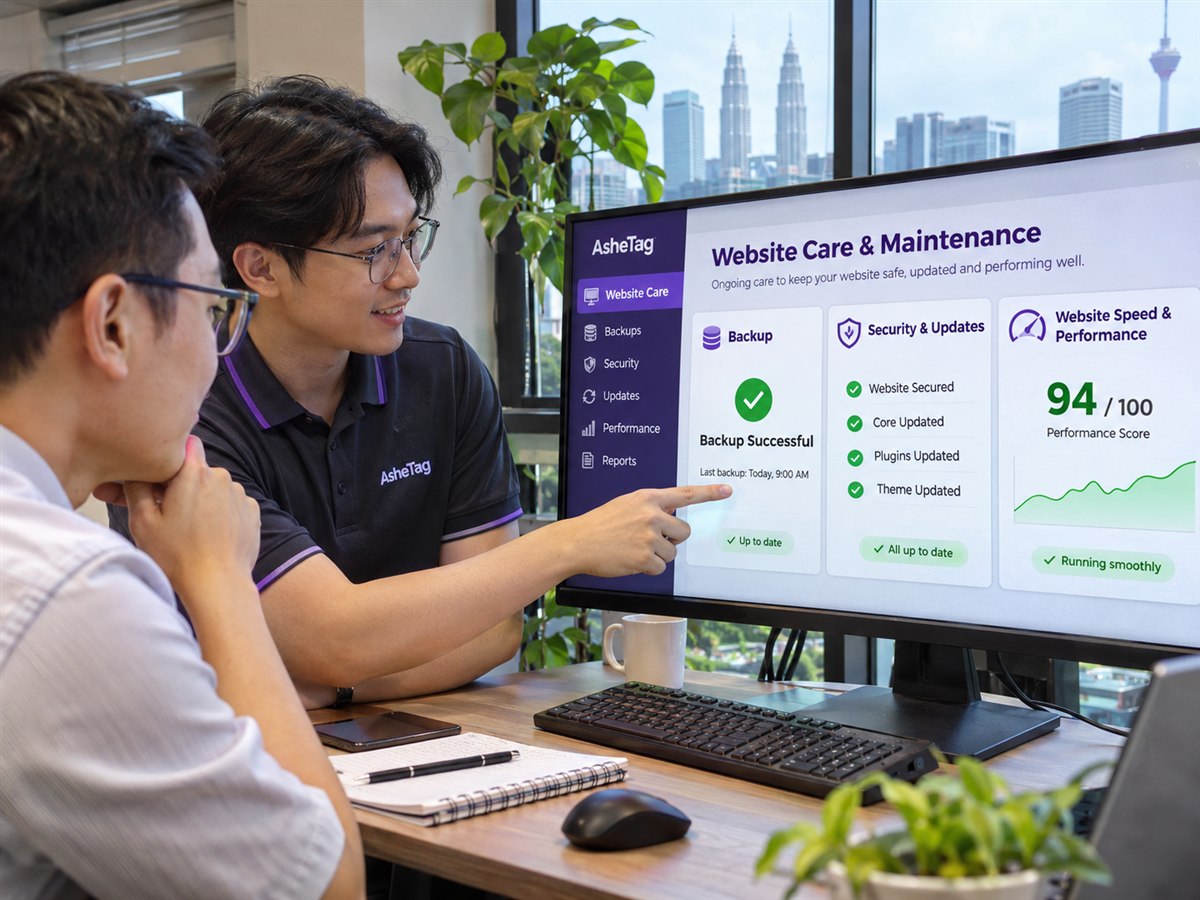 AsheTag
Website Care
Backups
Security
Updates
Performance
Reports
Website Care & Maintenance
Ongoing care to keep your website safe, updated and performing well.
Backup
Backup Successful
Last backup: Today, 9:00 AM
✓ Up to date
Security & Updates
Website Secured
Core Updated
Plugins Updated
Theme Updated
✓ All up to date
Website Speed &
Performance
94 / 100
Performance Score
✓ Running smoothly
AsheTag